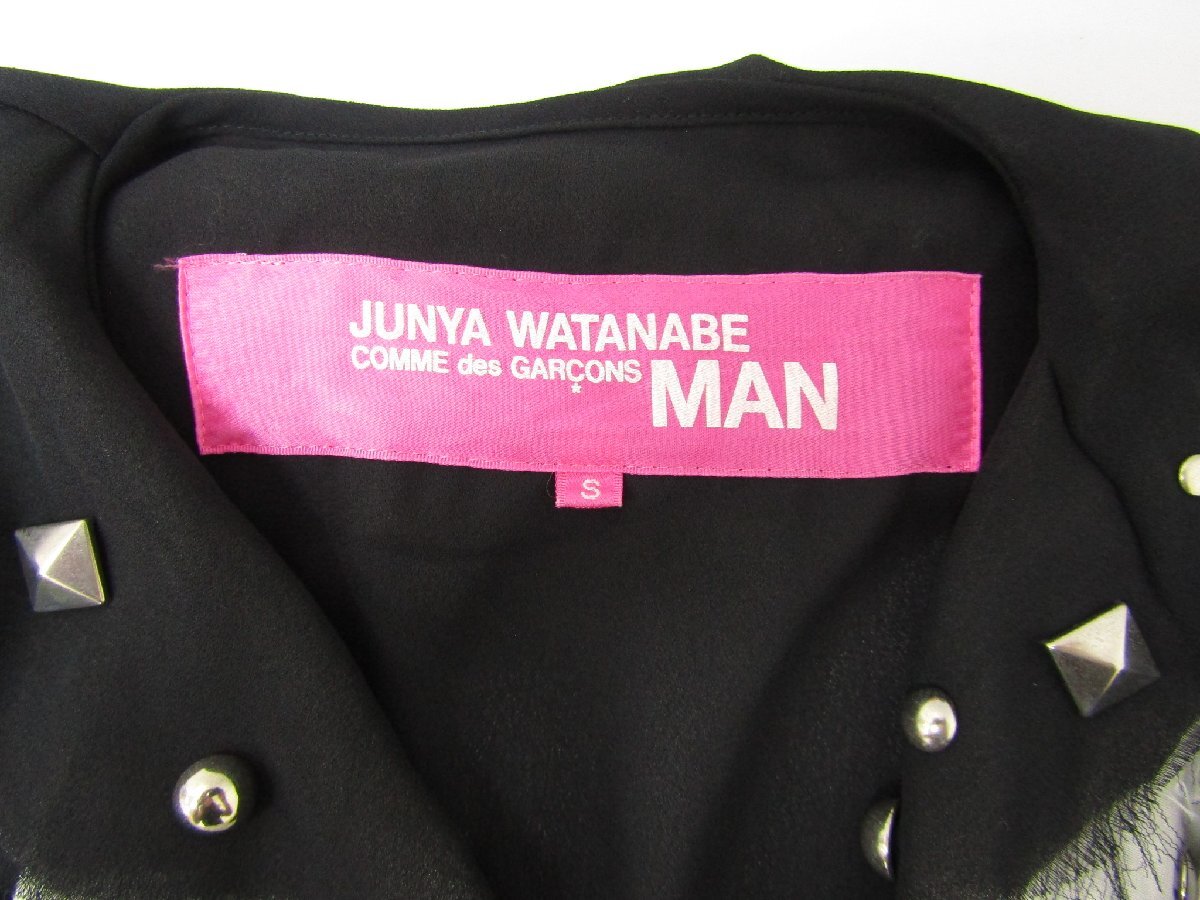 JUNYA WATANABE
COMME des GARÇONS MAN
*
S